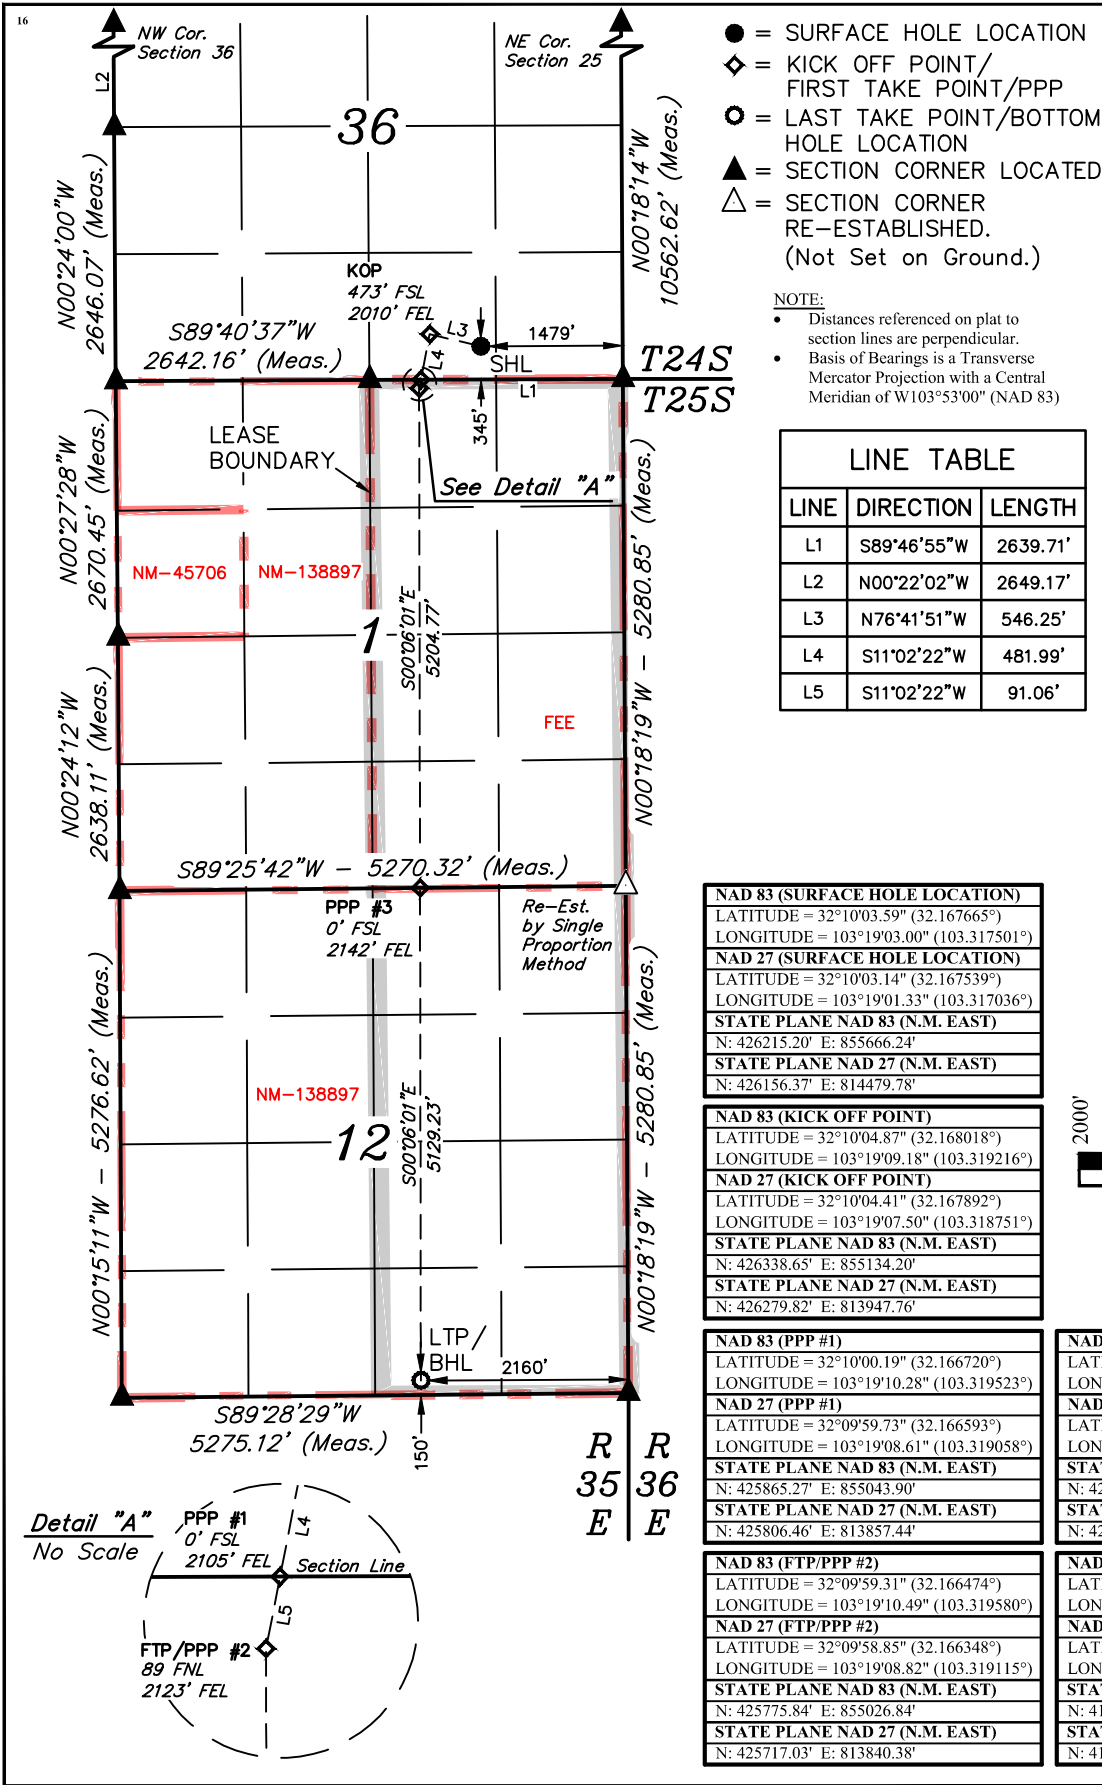 16
NW Cor.
Section 36
NE Cor.
Section 25
L2
36
N00°24'00"W
2646.07' (Meas.)
N00°18'14"W
10562.62' (Meas.)
KOP
473' FSL
2010' FEL
S89°40'37"W
2642.16' (Meas.)
L3
L4
1479'
SHL
L1
345'
T24S
T25S
LEASE
BOUNDARY
See Detail "A"
N00°27'28"W
2670.45' (Meas.)
NM-45706
NM-138897
1
S00°06'01"E
5204.77'
FEE
N00°18'19"W - 5280.85' (Meas.)
N00°24'12"W
2638.11' (Meas.)
S89°25'42"W - 5270.32' (Meas.)
PPP #3
0' FSL
2142' FEL
Re-Est.
by Single
Proportion
Method
N00°15'11"W - 5276.62' (Meas.)
NM-138897
12
S00°06'01"E
5129.23'
N00°18'19"W - 5280.85' (Meas.)
LTP/
BHL
2160'
S89°28'29"W
5275.12' (Meas.)
150'
R R
35 36
E E
Detail "A"
No Scale
PPP #1
0' FSL
2105' FEL
L4
Section Line
L5
FTP/PPP #2
89 FNL
2123' FEL
= SURFACE HOLE LOCATION
= KICK OFF POINT/
FIRST TAKE POINT/PPP
= LAST TAKE POINT/BOTTOM
HOLE LOCATION
= SECTION CORNER LOCATED
= SECTION CORNER
RE-ESTABLISHED.
(Not Set on Ground.)
NOTE:
• Distances referenced on plat to
section lines are perpendicular.
• Basis of Bearings is a Transverse
Mercator Projection with a Central
Meridian of W103°53'00" (NAD 83)
LINE TABLE
LINE DIRECTION LENGTH
L1 S89°46'55"W 2639.71'
L2 N00°22'02"W 2649.17'
L3 N76°41'51"W 546.25'
L4 S11°02'22"W 481.99'
L5 S11°02'22"W 91.06'
NAD 83 (SURFACE HOLE LOCATION)
LATITUDE = 32°10'03.59" (32.167665°)
LONGITUDE = 103°19'03.00" (103.317501°)
NAD 27 (SURFACE HOLE LOCATION)
LATITUDE = 32°10'03.14" (32.167539°)
LONGITUDE = 103°19'01.33" (103.317036°)
STATE PLANE NAD 83 (N.M. EAST)
N: 426215.20' E: 855666.24'
STATE PLANE NAD 27 (N.M. EAST)
N: 426156.37' E: 814479.78'
NAD 83 (KICK OFF POINT)
LATITUDE = 32°10'04.87" (32.168018°)
LONGITUDE = 103°19'09.18" (103.319216°)
NAD 27 (KICK OFF POINT)
LATITUDE = 32°10'04.41" (32.167892°)
LONGITUDE = 103°19'07.50" (103.318751°)
STATE PLANE NAD 83 (N.M. EAST)
N: 426338.65' E: 855134.20'
STATE PLANE NAD 27 (N.M. EAST)
N: 426279.82' E: 813947.76'
2000'
NAD 83 (PPP #1)
LATITUDE = 32°10'00.19" (32.166720°)
LONGITUDE = 103°19'10.28" (103.319523°)
NAD 27 (PPP #1)
LATITUDE = 32°09'59.73" (32.166593°)
LONGITUDE = 103°19'08.61" (103.319058°)
STATE PLANE NAD 83 (N.M. EAST)
N: 425865.27' E: 855043.90'
STATE PLANE NAD 27 (N.M. EAST)
N: 425806.46' E: 813857.44'
NAD
LATI
LON
NAD
LATI
LON
STA
N: 42
STA
N: 42
NAD 83 (FTP/PPP #2)
LATITUDE = 32°09'59.31" (32.166474°)
LONGITUDE = 103°19'10.49" (103.319580°)
NAD 27 (FTP/PPP #2)
LATITUDE = 32°09'58.85" (32.166348°)
LONGITUDE = 103°19'08.82" (103.319115°)
STATE PLANE NAD 83 (N.M. EAST)
N: 425775.84' E: 855026.84'
STATE PLANE NAD 27 (N.M. EAST)
N: 425717.03' E: 813840.38'
NAD
LATI
LON
NAD
LATI
LON
STA
N: 41
STA
N: 41